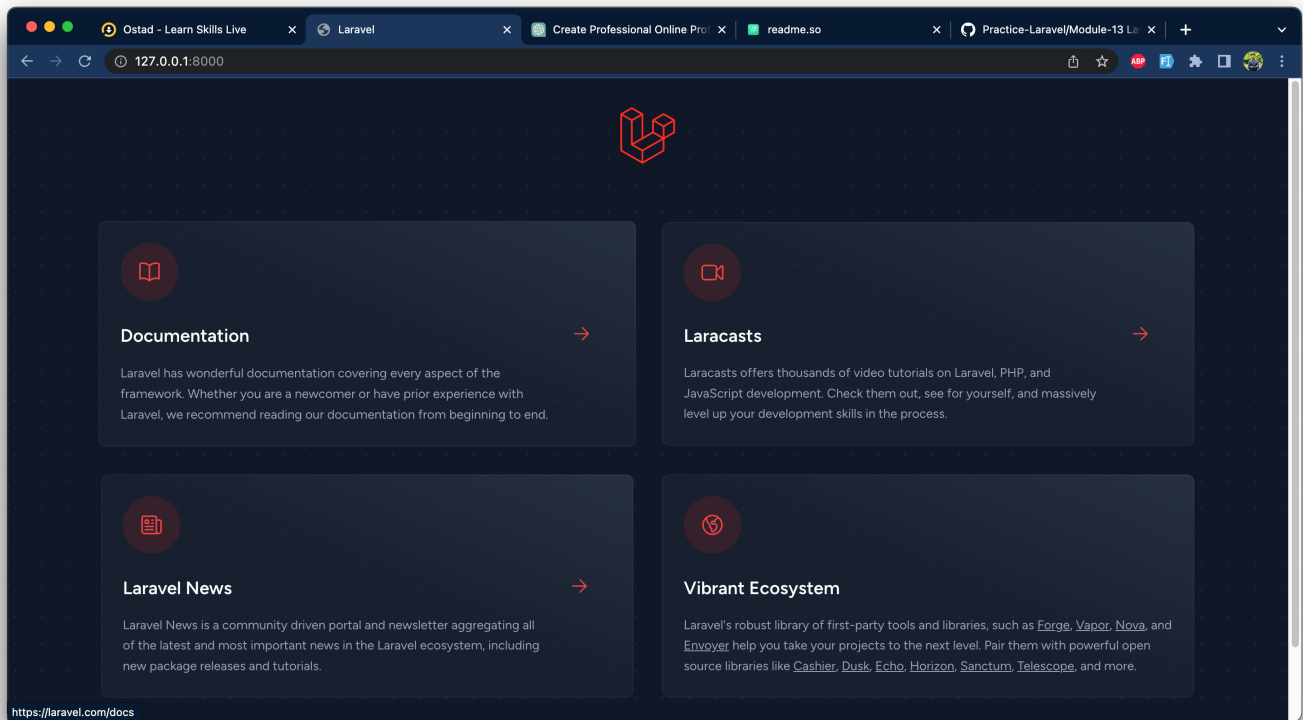 Ostad - Learn Skills Live
Laravel
Create Professional Online Pro
readme.so
Practice-Laravel/Module-13 La
127.0.0.1:8000
ABP
Documentation
Laravel has wonderful documentation covering every aspect of the
framework. Whether you are a newcomer or have prior experience with
Laravel, we recommend reading our documentation from beginning to end.
Laracasts
Laracasts offers thousands of video tutorials on Laravel, PHP, and
JavaScript development. Check them out, see for yourself, and massively
level up your development skills in the process.
Laravel News
Laravel News is a community driven portal and newsletter aggregating all
of the latest and most important news in the Laravel ecosystem, including
new package releases and tutorials.
Vibrant Ecosystem
Laravel's robust library of first-party tools and libraries, such as Forge, Vapor, Nova, and
Envoyer help you take your projects to the next level. Pair them with powerful open
source libraries like Cashier, Dusk, Echo, Horizon, Sanctum, Telescope, and more.
https://laravel.com/docs